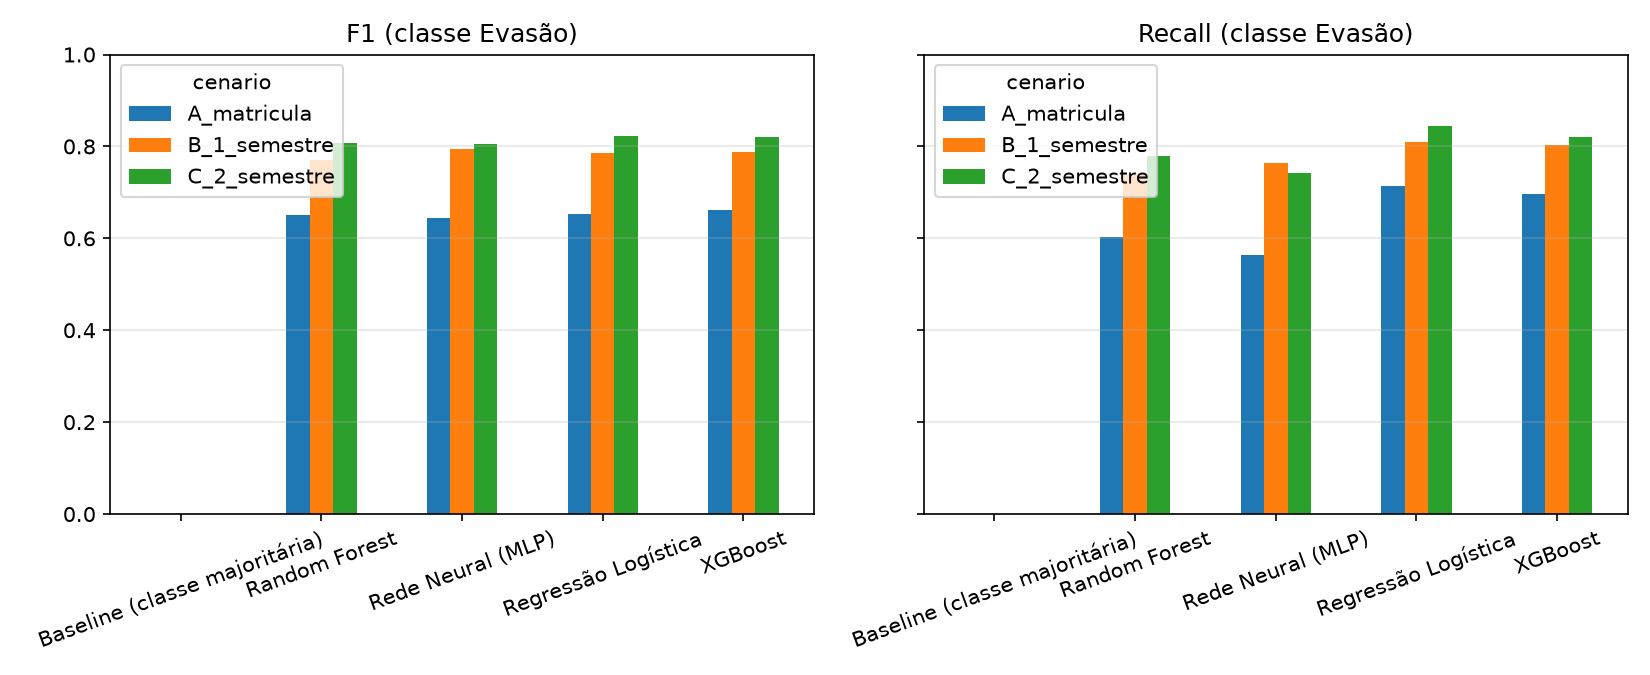 F1 (classe Evasão)
1.0
0.8
0.6
0.4
0.2
0.0
cenario
A_matricula
B_1_semestre
C_2_semestre
Baseline (classe majoritária)
Random Forest
Rede Neural (MLP)
Regressão Logística
XGBoost
Recall (classe Evasão)
cenario
A_matricula
B_1_semestre
C_2_semestre
Baseline (classe majoritária)
Random Forest
Rede Neural (MLP)
Regressão Logística
XGBoost